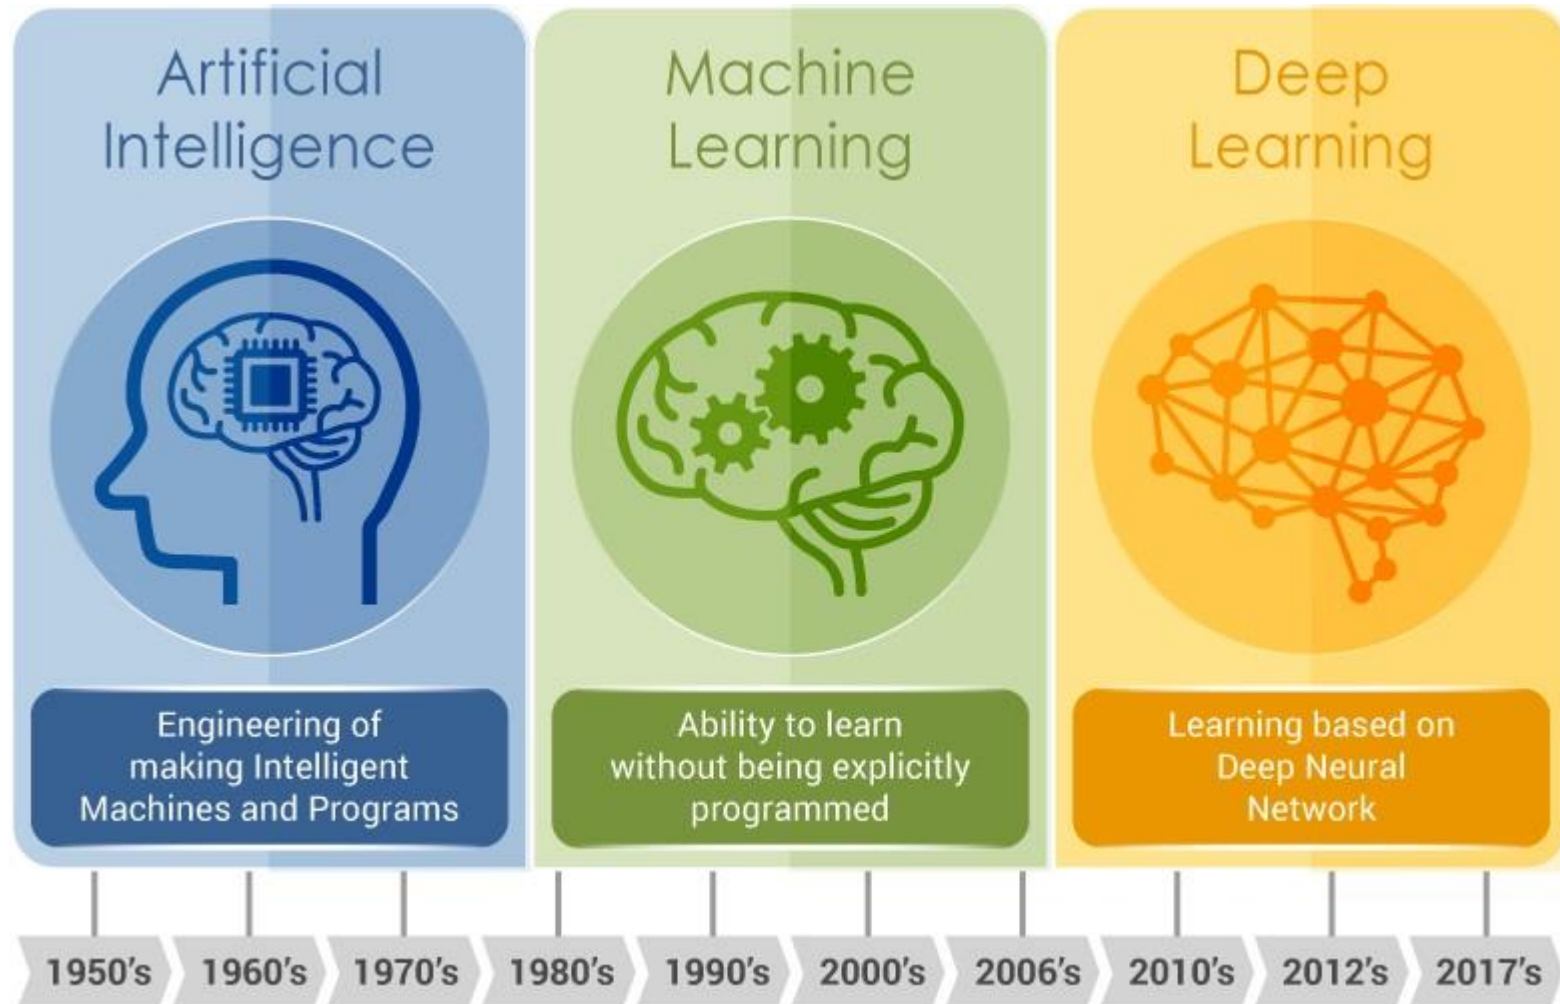 Artificial
Intelligence
Machine
Learning
Deep
Learning
Engineering of
making Intelligent
Machines and Programs
Ability to learn
without being explicitly
programmed
Learning based on
Deep Neural
Network
1950's
1960's
1970's
1980's
1990's
2000's
2006's
2010's
2012's
2017's